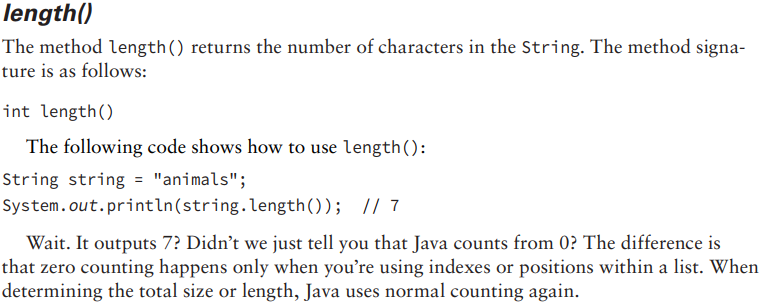 length()
The method length() returns the number of characters in the String. The method signa-
ture is as follows:
int length()
The following code shows how to use length():
String string = "animals";
System.out.println(string.length());  // 7
Wait. It outputs 7? Didn’t we just tell you that Java counts from 0? The difference is
that zero counting happens only when you’re using indexes or positions within a list. When
determining the total size or length, Java uses normal counting again.